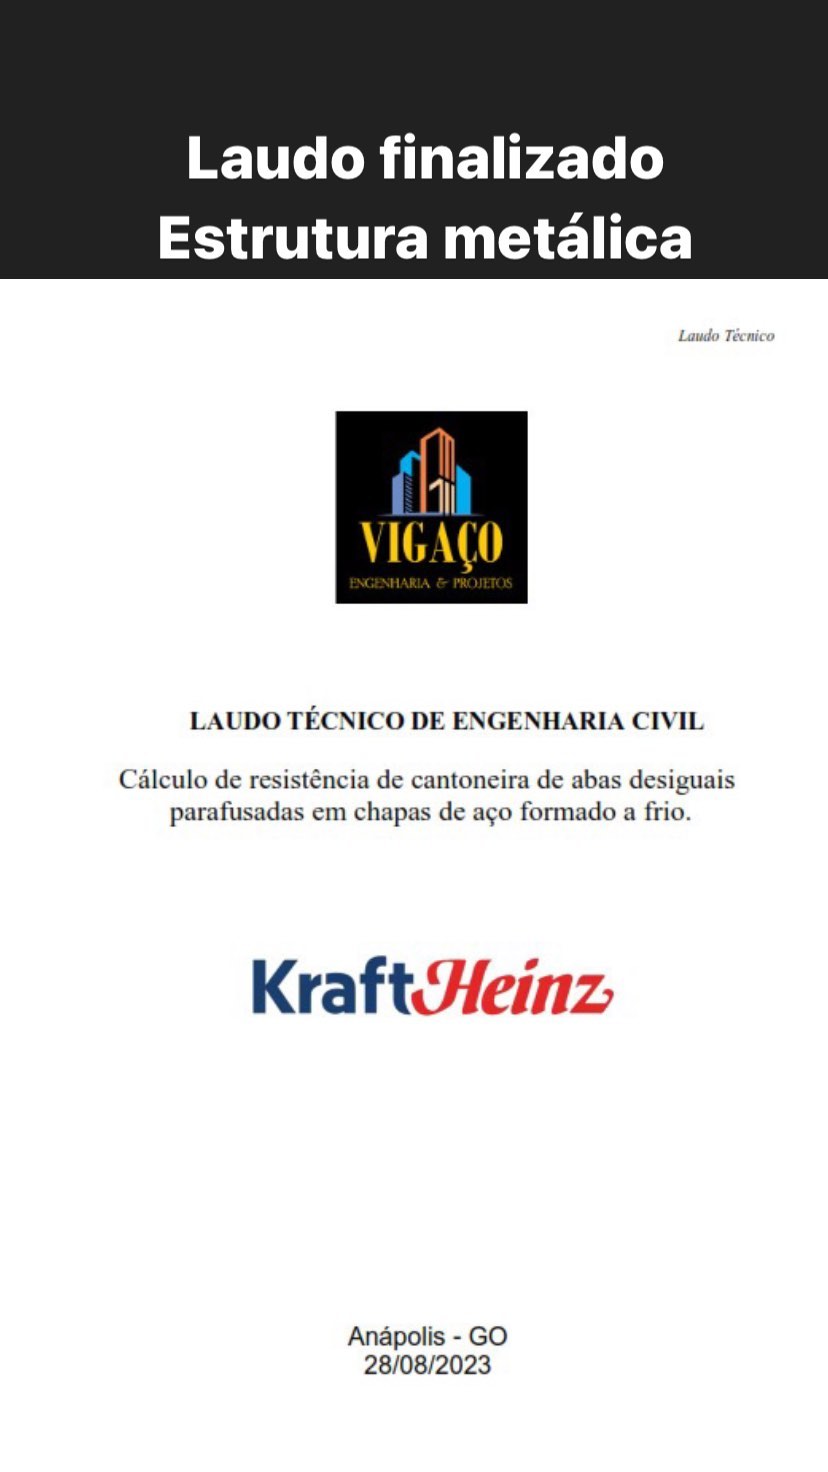 Laudo finalizado
Estrutura metálica
Laudo Técnico
VIGAÇO
ENGENHARIA & PROJETOS
LAUDO TÉCNICO DE ENGENHARIA CIVIL
Cálculo de resistência de cantoneira de abas desiguais
parafusadas em chapas de aço formado a frio.
KraftHeinz
Anápolis - GO
28/08/2023